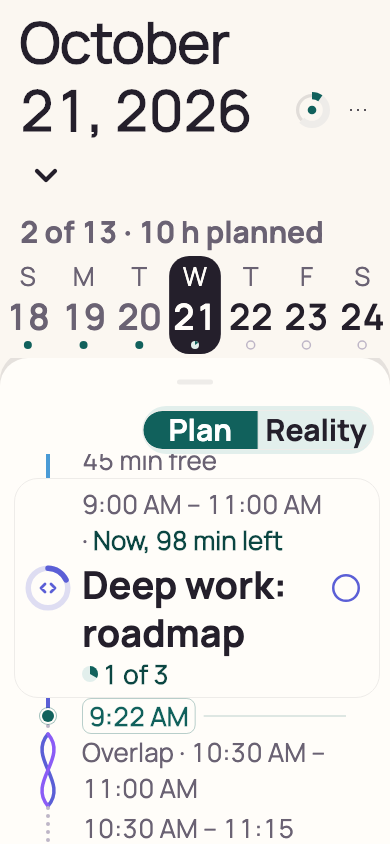 October
21, 2026
...
2 of 13 · 10 h planned
S M T W T F S
18 19 20 21 22 23 24
Plan Reality
45 min free
9:00 AM – 11:00 AM
· Now, 98 min left
Deep work:
roadmap
1 of 3
9:22 AM
Overlap · 10:30 AM –
11:00 AM
10:30 AM – 11:15